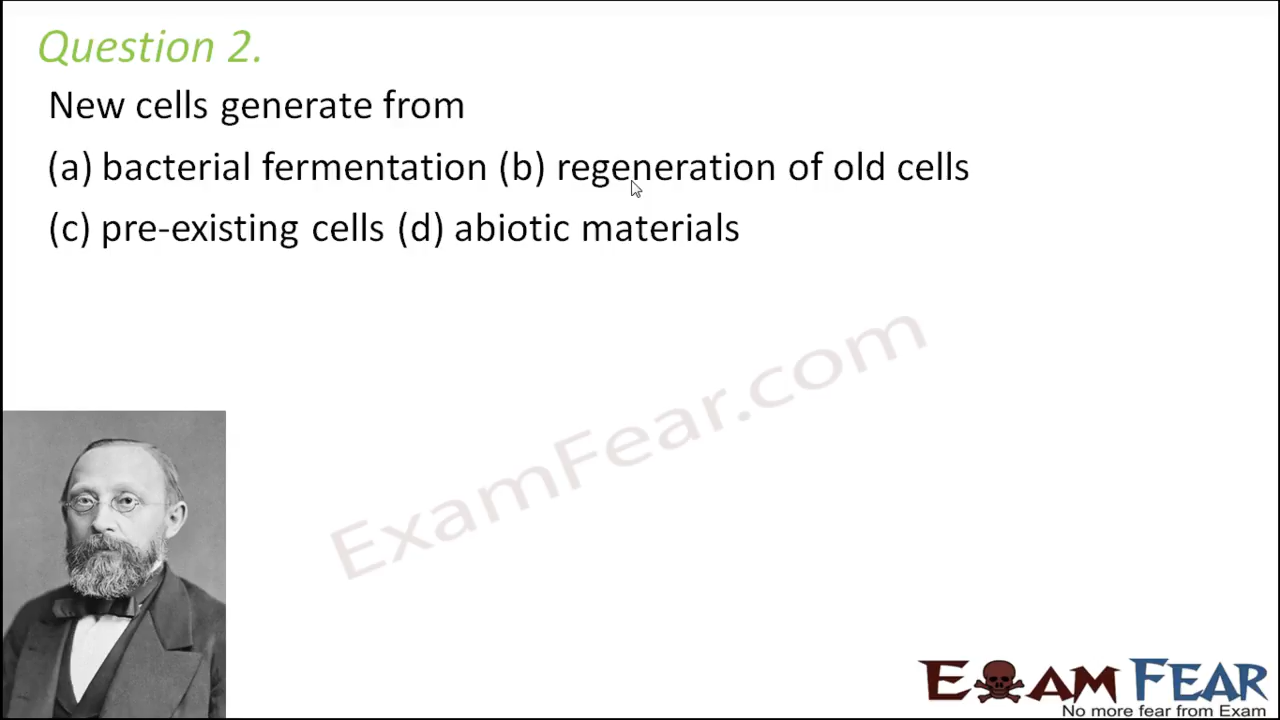 Question 2.
New cells generate from
(a) bacterial fermentation (b) regeneration of old cells
(c) pre-existing cells (d) abiotic materials
ExamFear.com
EXAM FEAR
No more fear from Exam